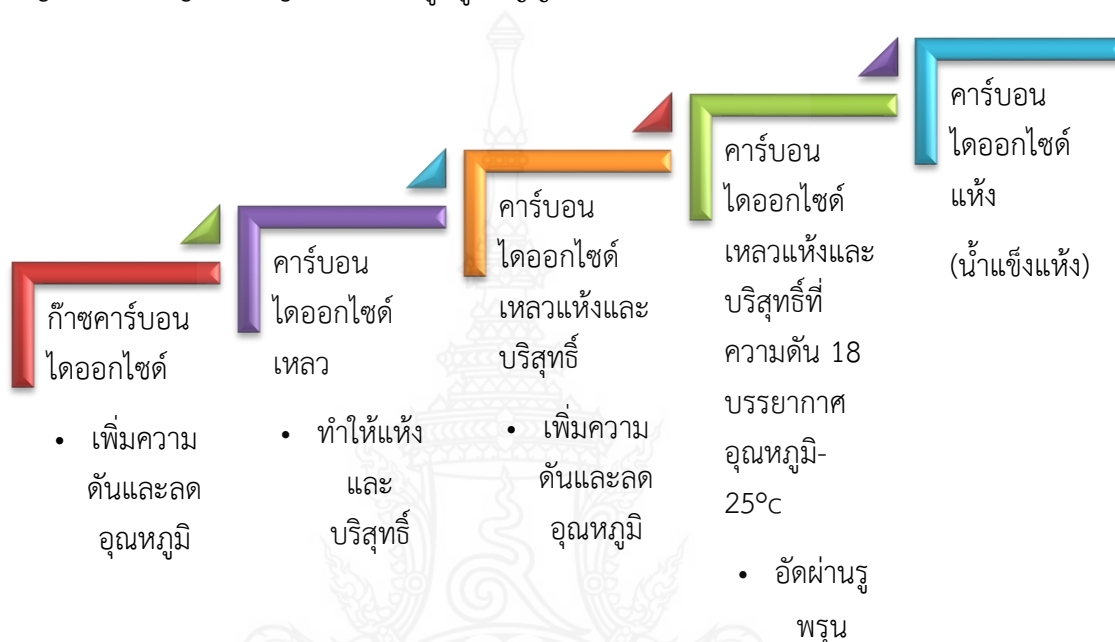 ก๊าซคาร์บอน
ไดออกไซด์
• เพิ่มความ
ดันและลด
อุณหภูมิ
คาร์บอน
ไดออกไซด์
เหลว
• ทำให้แห้ง
และ
บริสุทธิ์
คาร์บอน
ไดออกไซด์
เหลวแห้งและ
บริสุทธิ์
• เพิ่มความ
ดันและลด
อุณหภูมิ
คาร์บอน
ไดออกไซด์
เหลวแห้งและ
บริสุทธิ์ที่
ความดัน 18
บรรยากาศ
อุณหภูมิ-
25°C
• อัดผ่านรู
พรุน
คาร์บอน
ไดออกไซด์
แห้ง
(น้ำแข็งแห้ง)